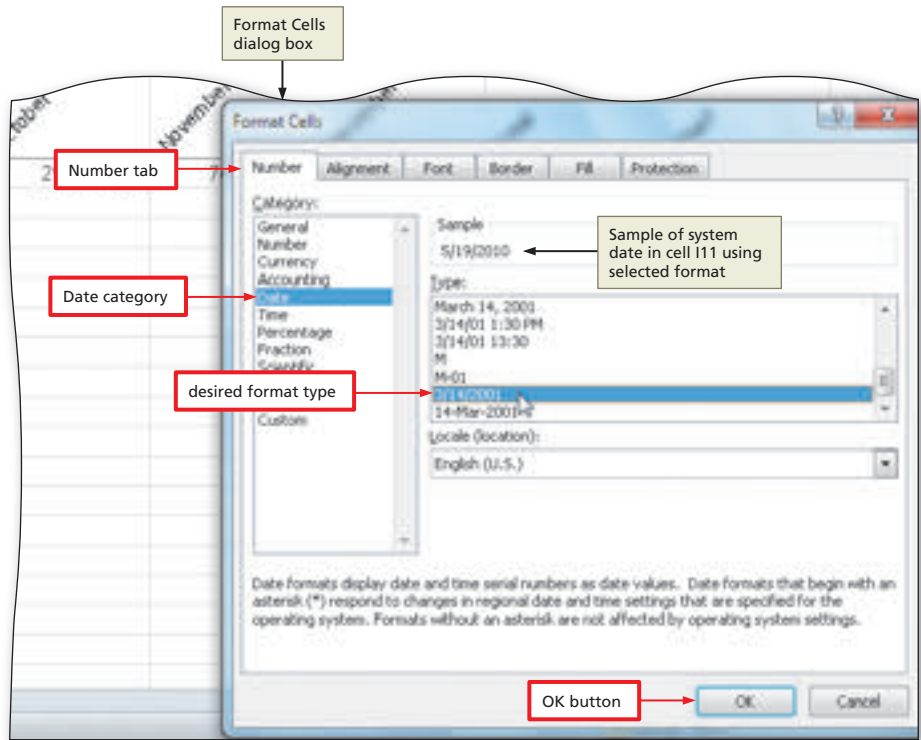 Format Cells
dialog box
November
Format Cells
Number tab
Number
Alignment
Font
Border
Fill
Protection
Category:
General
Number
Currency
Accounting
Date
Time
Percentage
Fraction
Scientific
Custom
Date category
desired format type
Sample
5/19/2010
Sample of system
date in cell I11 using
selected format
Type:
March 14, 2001
3/14/01 1:30 PM
3/14/01 13:30
M
M-01
3/14/2001
14-Mar-2001
Locale (location):
English (U.S.)
Date formats display date and time serial numbers as date values. Date formats that begin with an
asterisk (*) respond to changes in regional date and time settings that are specified for the
operating system. Formats without an asterisk are not affected by operating system settings.
OK button
OK
Cancel